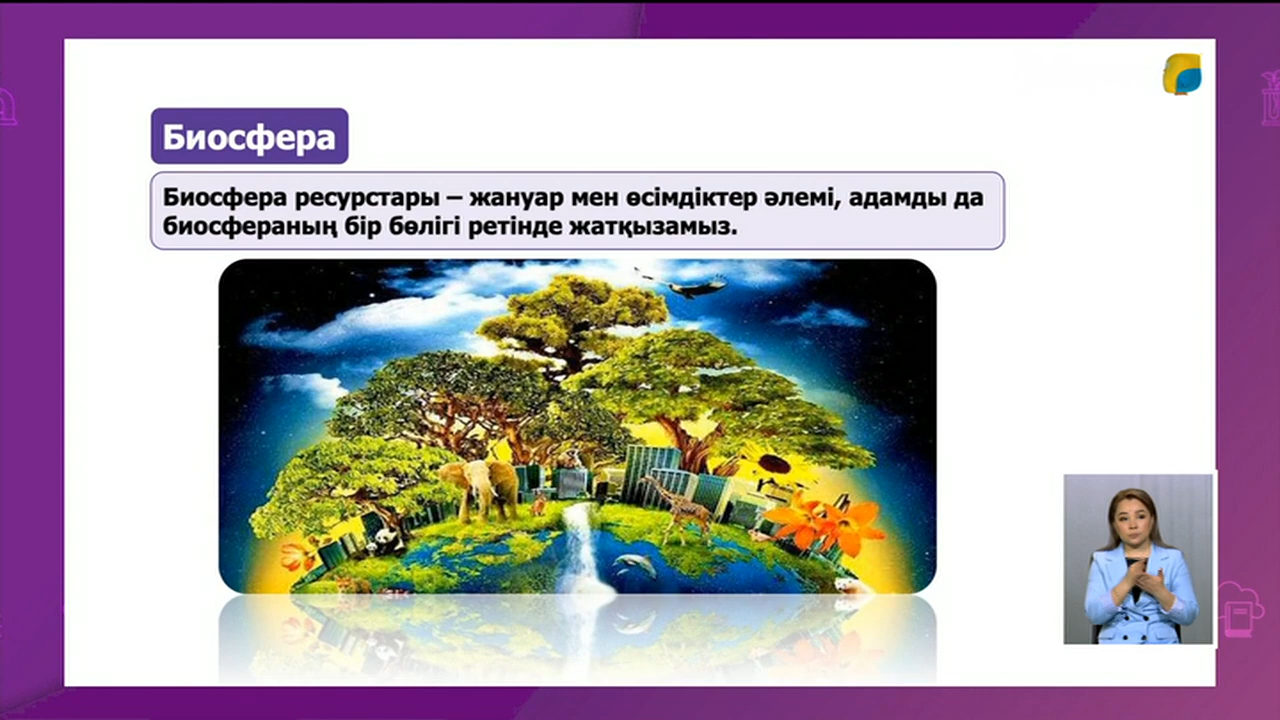 Биосфера
Биосфера ресурстары – жануар мен өсімдіктер әлемі, адамды да
биосфераның бір бөлігі ретінде жатқызамыз.